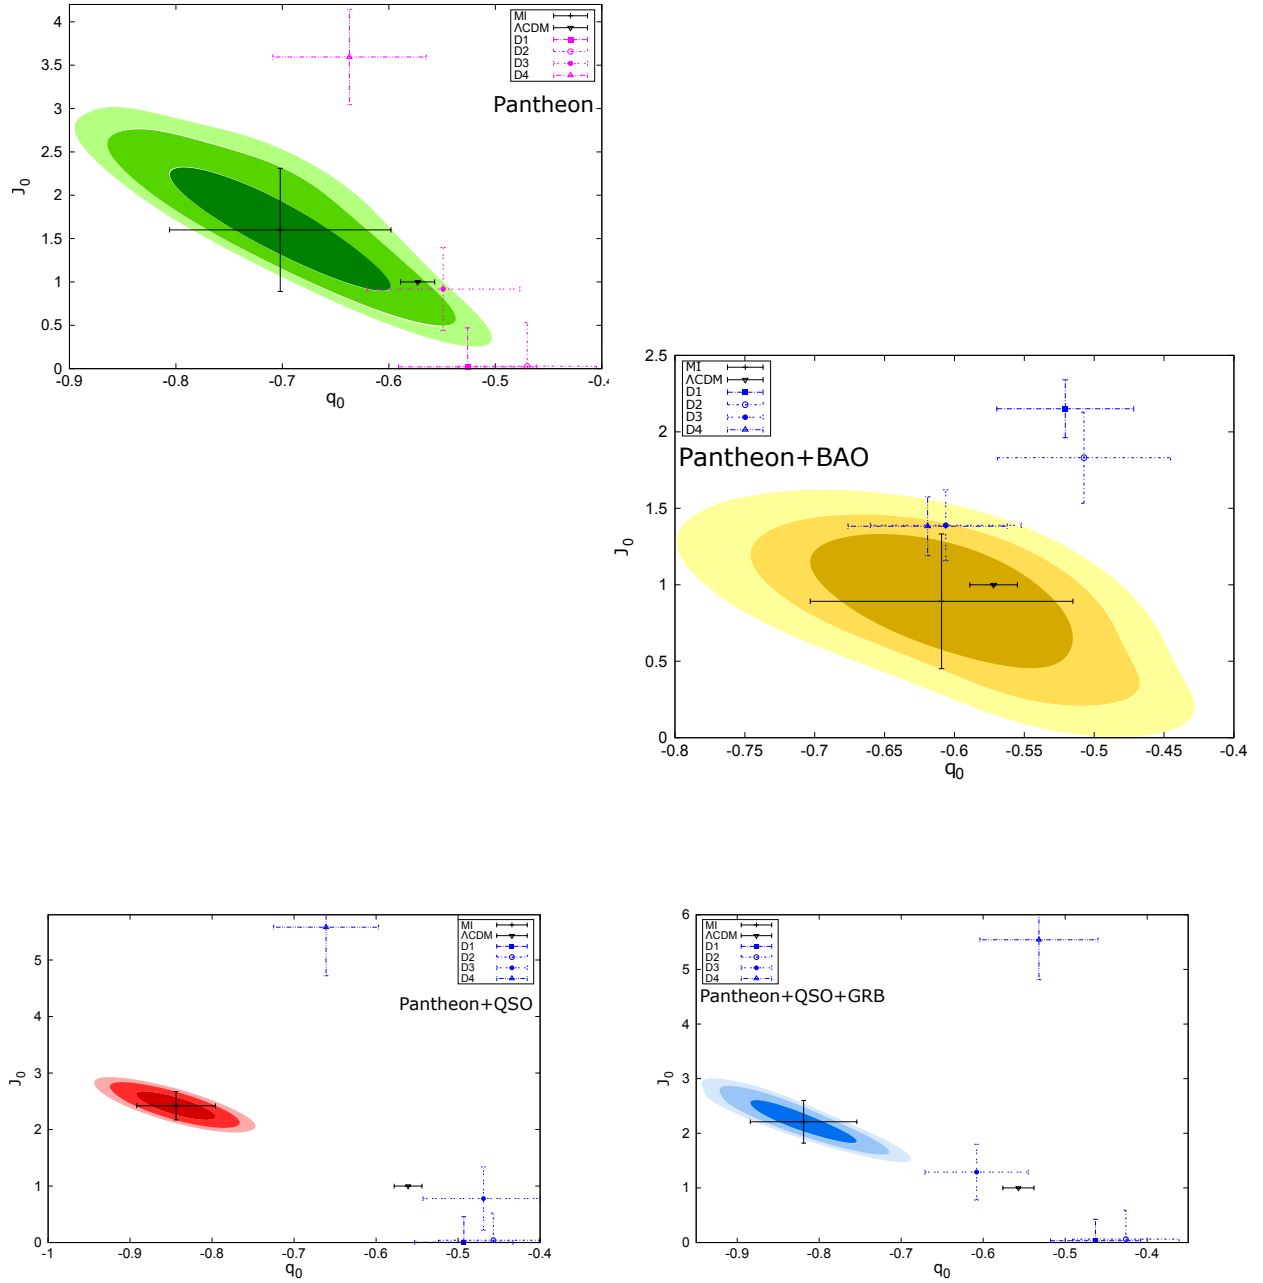 4
3.5
3
2.5
2
1.5
1
0.5
0
J0
-0.9
-0.8
-0.7
-0.6
-0.5
-0.4
q0
MI
ΛCDM
D1
D2
D3
D4
Pantheon
2.5
2
1.5
1
0.5
0
J0
-0.8
-0.75
-0.7
-0.65
-0.6
-0.55
-0.5
-0.45
-0.4
q0
MI
ΛCDM
D1
D2
D3
D4
Pantheon+BAO
5
4
3
2
1
0
J0
-1
-0.9
-0.8
-0.7
-0.6
-0.5
-0.4
q0
MI
ΛCDM
D1
D2
D3
D4
Pantheon+QSO
6
5
4
3
2
1
0
J0
-0.9
-0.8
-0.7
-0.6
-0.5
-0.4
q0
MI
ΛCDM
D1
D2
D3
D4
Pantheon+QSO+GRB